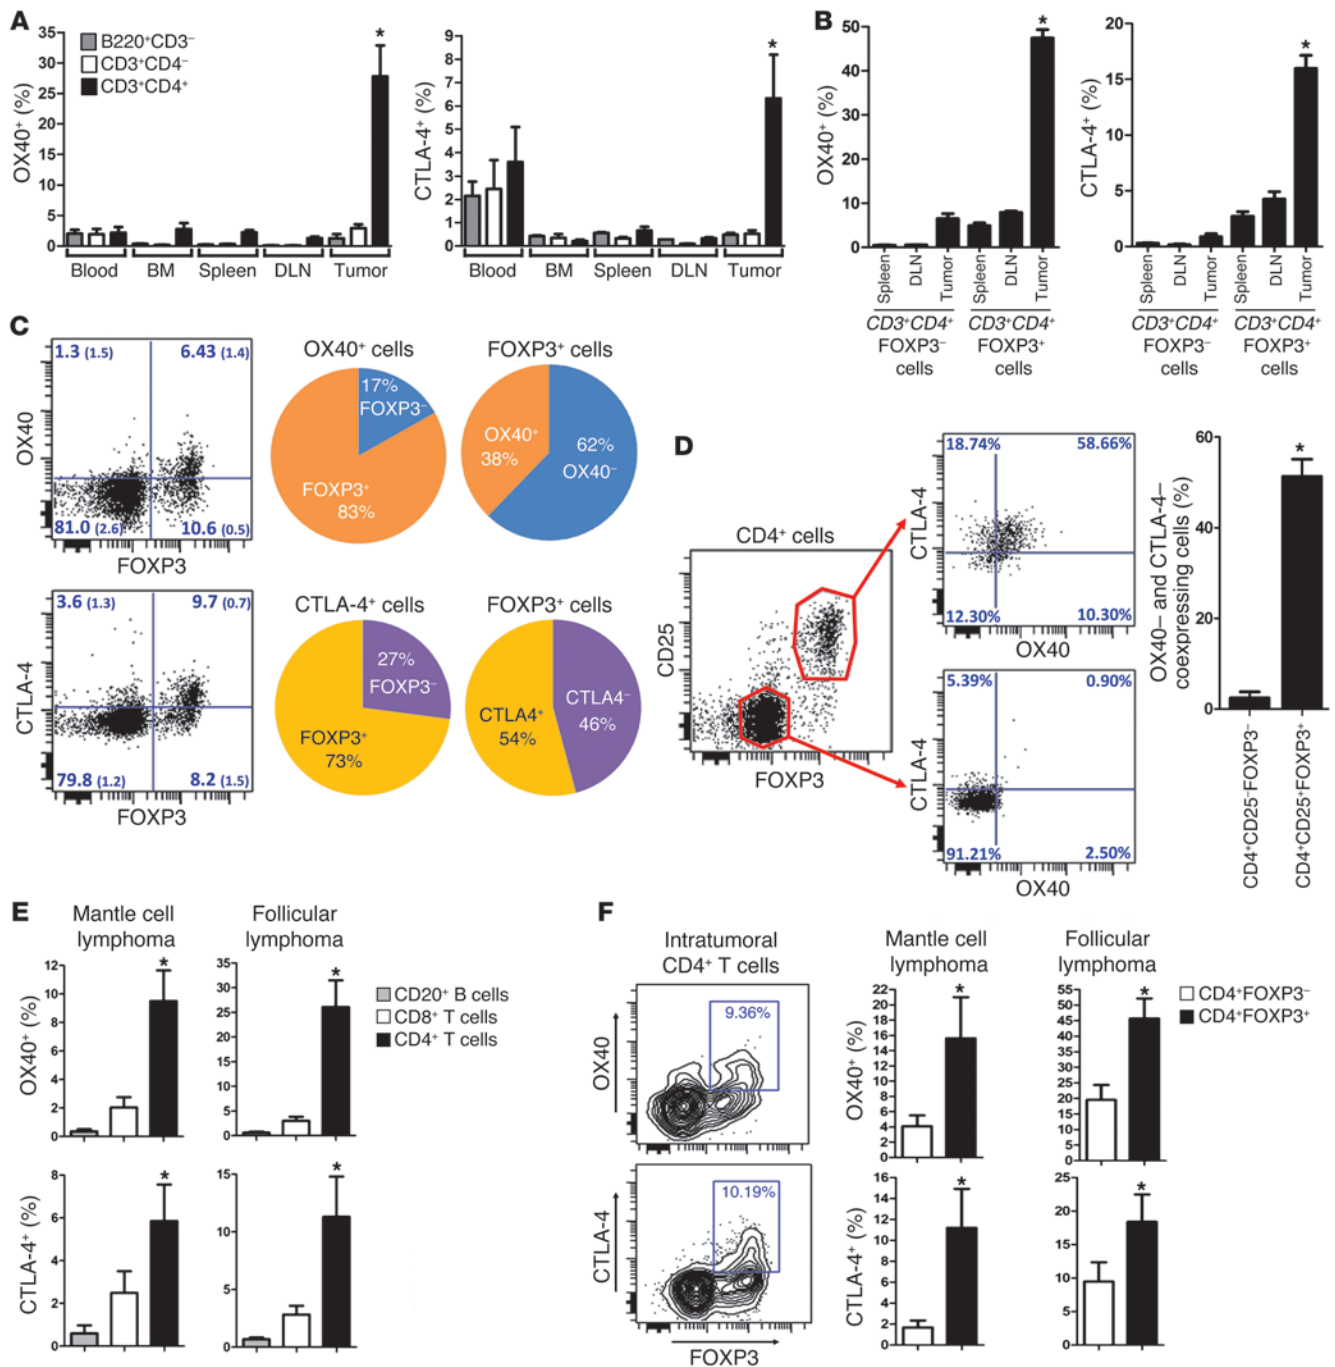 A
OX40⁺ (%)
35
30
25
20
15
10
5
0
B220⁺CD3⁻
CD3⁺CD4⁻
CD3⁺CD4⁺
*
Blood BM Spleen DLN Tumor
CTLA-4⁺ (%)
9
8
7
6
5
4
3
2
1
0
*
Blood BM Spleen DLN Tumor
B
OX40⁺ (%)
50
40
30
20
10
0
*
Spleen DLN Tumor Spleen DLN Tumor
CD3⁺CD4⁺ CD3⁺CD4⁺
FOXP3⁻ FOXP3⁺
cells cells
CTLA-4⁺ (%)
20
15
10
5
0
*
Spleen DLN Tumor Spleen DLN Tumor
CD3⁺CD4⁺ CD3⁺CD4⁺
FOXP3⁻ FOXP3⁺
cells cells
C
1.3 (1.5) 6.43 (1.4)
OX40
81.0 (2.6) 10.6 (0.5)
FOXP3
OX40⁺ cells
17%
FOXP3⁻
FOXP3⁺
83%
FOXP3⁺ cells
OX40⁺
38%
62%
OX40⁻
3.6 (1.3) 9.7 (0.7)
CTLA-4
79.8 (1.2) 8.2 (1.5)
FOXP3
CTLA-4⁺ cells
27%
FOXP3⁻
FOXP3⁺
73%
FOXP3⁺ cells
CTLA4⁺
54%
CTLA4⁻
46%
D
CD4⁺ cells
CD25
FOXP3
18.74% 58.66%
CTLA-4
12.30% 10.30%
OX40
5.39% 0.90%
CTLA-4
91.21% 2.50%
OX40
OX40– and CTLA-4–
coexpressing cells (%)
60
40
20
0
*
CD4⁺CD25⁻FOXP3⁻
CD4⁺CD25⁺FOXP3⁺
E
Mantle cell
lymphoma
Follicular
lymphoma
OX40⁺ (%)
12
10
8
6
4
2
0
*
35
30
25
20
15
10
5
0
*
CD20⁺ B cells
CD8⁺ T cells
CD4⁺ T cells
CTLA-4⁺ (%)
8
6
4
2
0
*
15
10
5
0
*
F
Intratumoral
CD4⁺ T cells
OX40
9.36%
CTLA-4
10.19%
FOXP3
Mantle cell
lymphoma
Follicular
lymphoma
OX40⁺ (%)
22
20
18
16
14
12
10
8
6
4
2
0
*
55
50
45
40
35
30
25
20
15
10
5
0
*
CD4⁺FOXP3⁻
CD4⁺FOXP3⁺
CTLA-4⁺ (%)
16
14
12
10
8
6
4
2
0
*
25
20
15
10
5
0
*